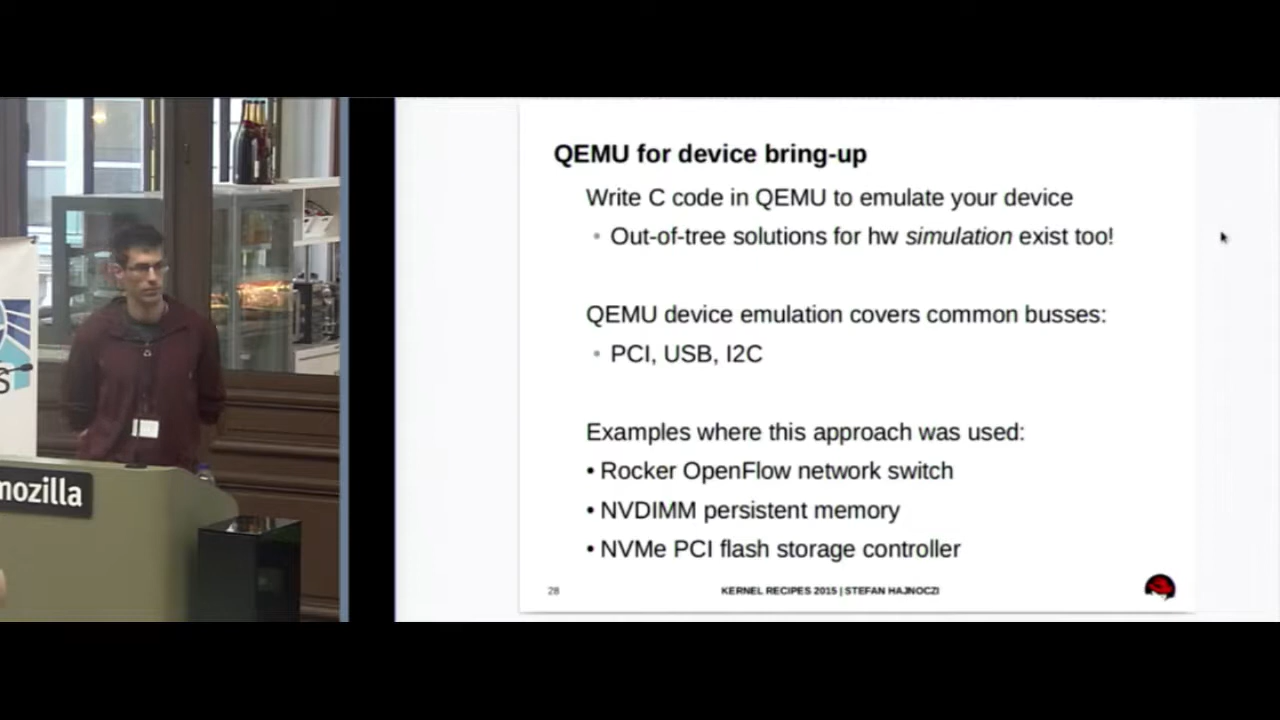 QEMU for device bring-up
Write C code in QEMU to emulate your device
• Out-of-tree solutions for hw simulation exist too!
QEMU device emulation covers common busses:
• PCI, USB, I2C
Examples where this approach was used:
• Rocker OpenFlow network switch
• NVDIMM persistent memory
• NVMe PCI flash storage controller
28
KERNEL RECIPES 2015 | STEFAN HAJNOCZI
mozilla